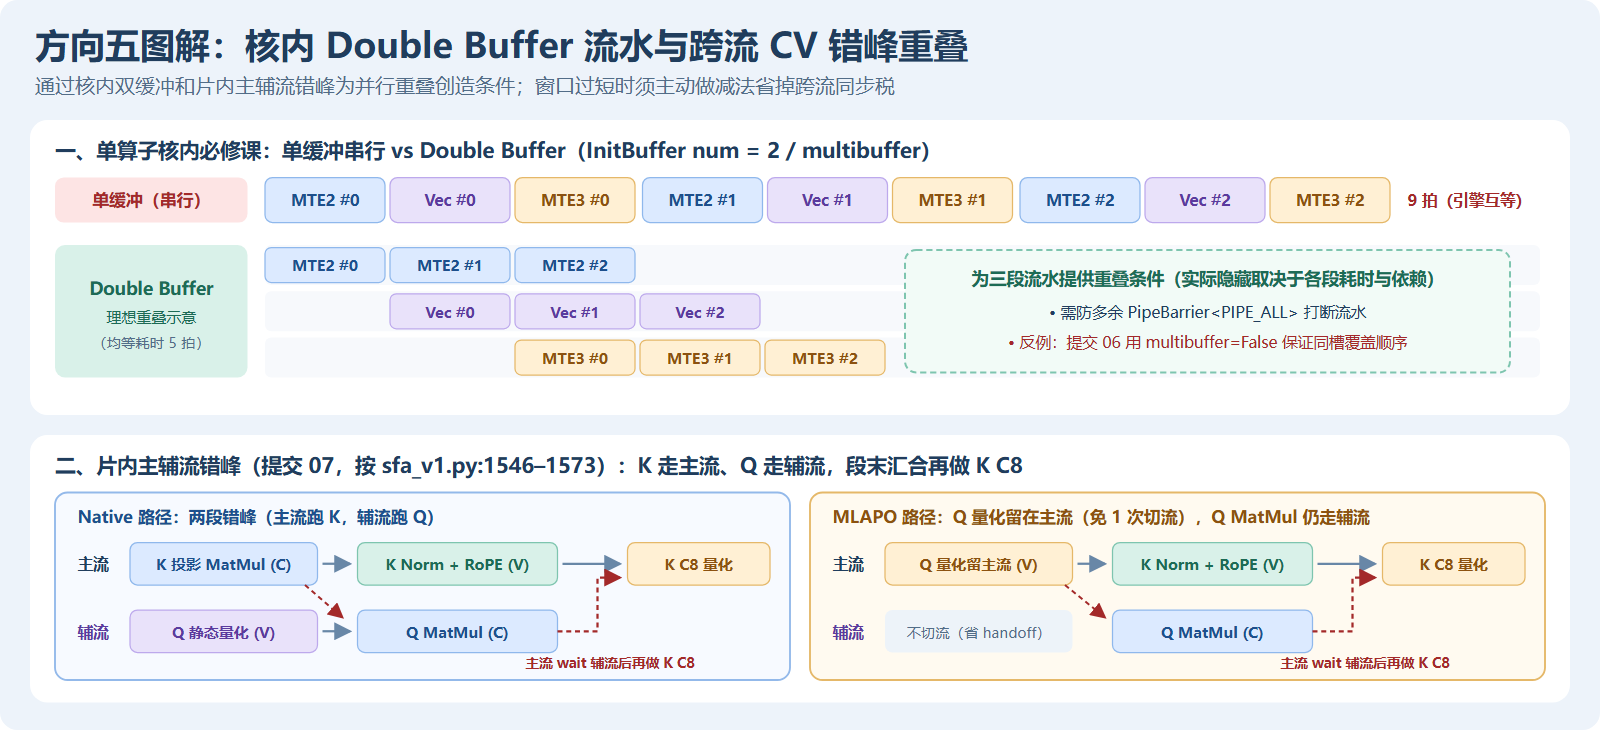 方向五图解：核内 Double Buffer 流水与跨流 CV 错峰重叠
通过核内双缓冲和片内主辅流错峰为并行重叠创造条件；窗口过短时须主动做减法省掉跨流同步税
一、单算子核内必修课：单缓冲串行 vs Double Buffer（InitBuffer num = 2 / multibuffer）
单缓冲（串行） MTE2 #0 Vec #0 MTE3 #0 MTE2 #1 Vec #1 MTE3 #1 MTE2 #2 Vec #2 MTE3 #2 9 拍（引擎互等）
Double Buffer
理想重叠示意
（均等耗时 5 拍）
MTE2 #0 MTE2 #1 MTE2 #2
Vec #0 Vec #1 Vec #2
MTE3 #0 MTE3 #1 MTE3 #2
为三段流水提供重叠条件（实际隐藏取决于各段耗时与依赖）
• 需防多余 PipeBarrier<PIPE_ALL> 打断流水
• 反例：提交 06 用 multibuffer=False 保证同槽覆盖顺序
二、片内主辅流错峰（提交 07，按 sfa_v1.py:1546–1573）：K 走主流、Q 走辅流，段末汇合再做 K C8
Native 路径：两段错峰（主流跑 K，辅流跑 Q）
主流 K 投影 MatMul (C) K Norm + RoPE (V) K C8 量化
辅流 Q 静态量化 (V) Q MatMul (C)
主流 wait 辅流后再做 K C8
MLAPO 路径：Q 量化留在主流（免 1 次切流），Q MatMul 仍走辅流
主流 Q 量化留主流 (V) K Norm + RoPE (V) K C8 量化
辅流 不切流（省 handoff） Q MatMul (C)
主流 wait 辅流后再做 K C8